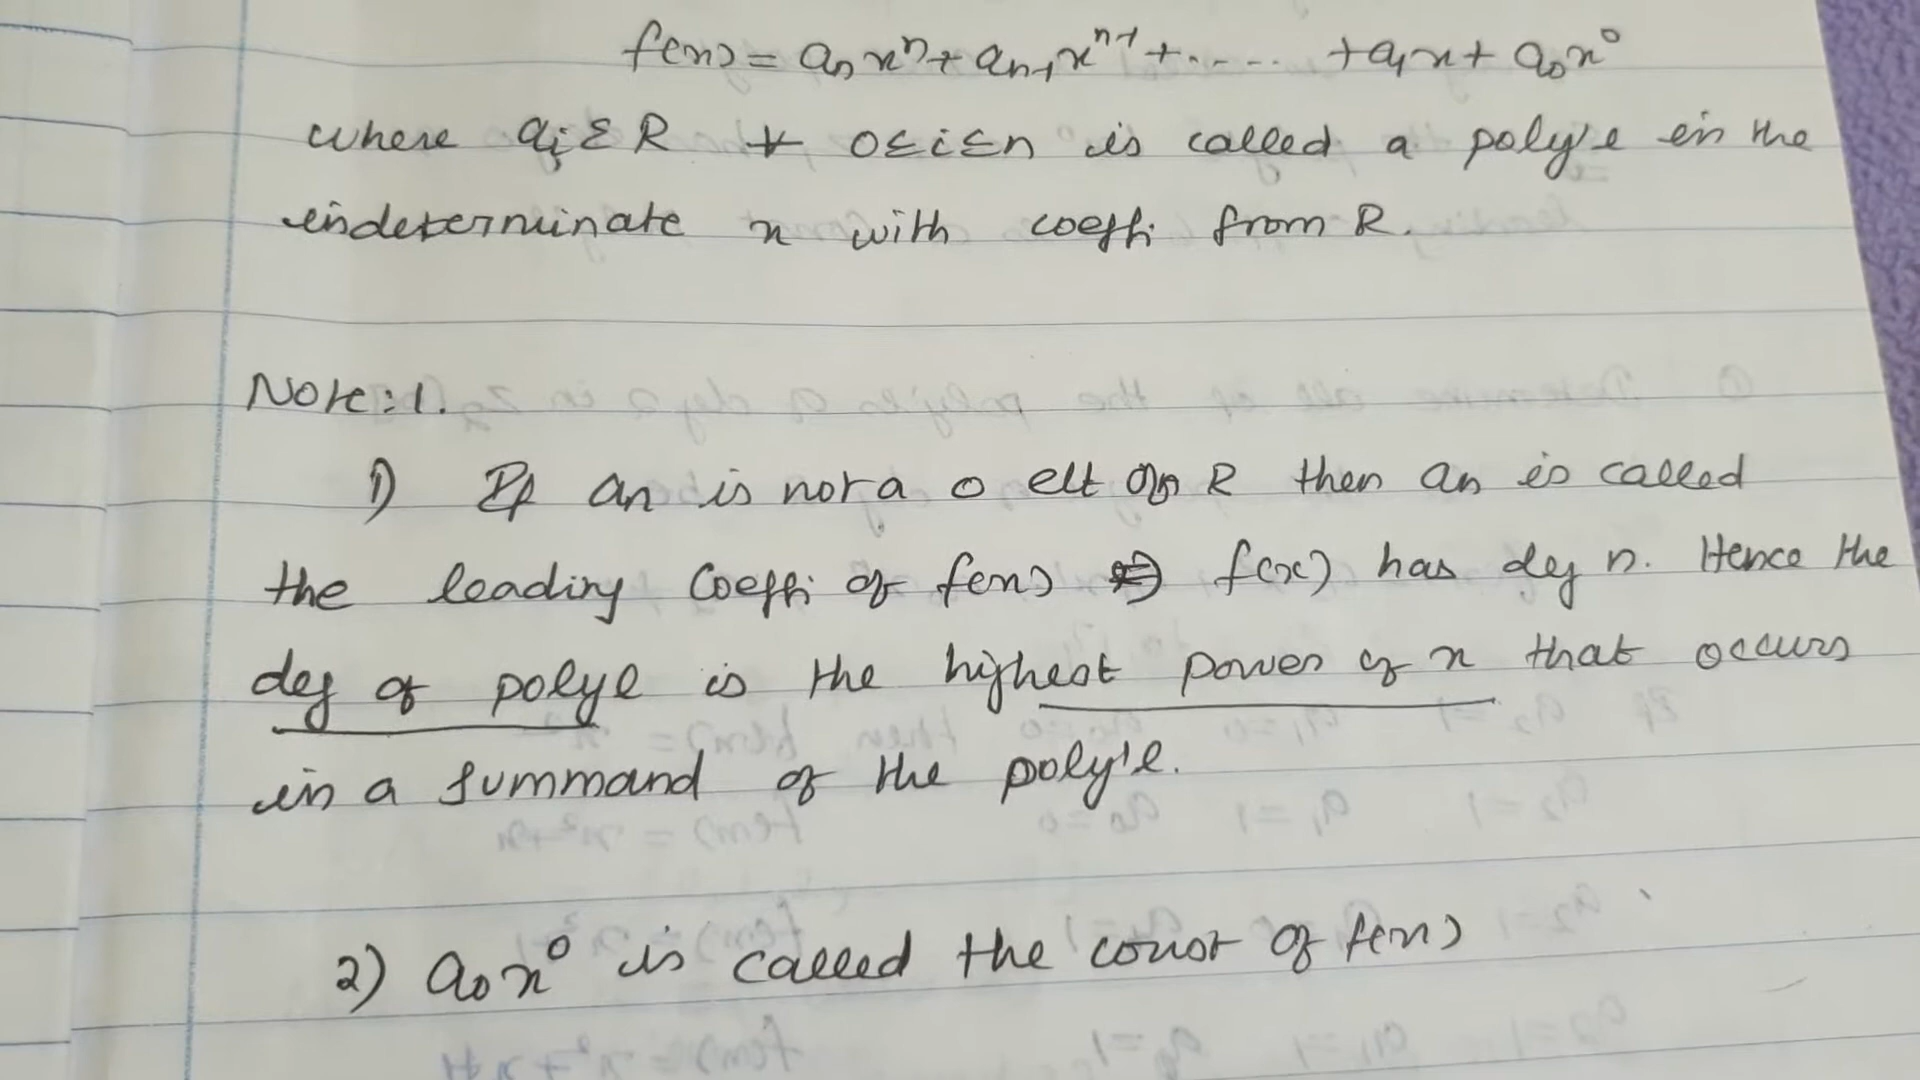 f(x) = aₙxⁿ + aₙ₋₁xⁿ⁻¹ + ..... + a₁x + a₀x⁰
where aᵢ ∈ R ∀ 0≤i≤n is called a poly'l in the
indeterminate x with coeffi from R.
Note: 1.
1) If an is not a 0 elt of R then an is called
the leading coeffi of f(x) ⇔ f(x) has deg n. Hence the
deg of polyl is the highest power of x that occurs
in a summand of the poly'l.
2) a₀x⁰ is called the const of f(x)